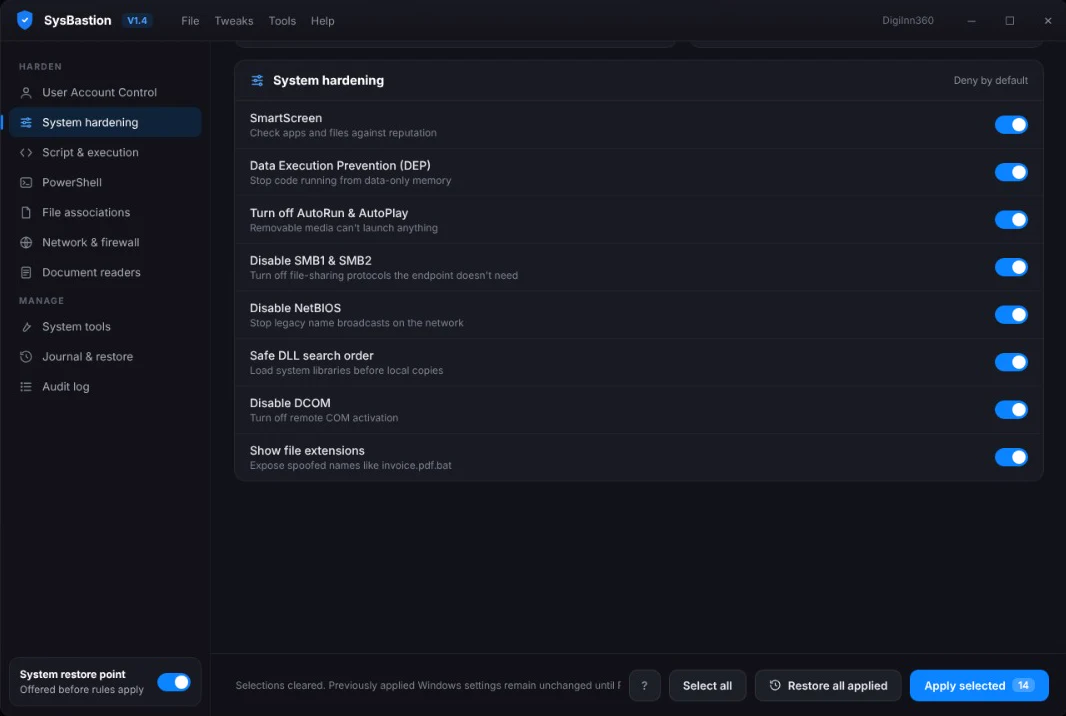 SysBastion V1.4 File Tweaks Tools Help DigiInn360
HARDEN
User Account Control
System hardening
Script & execution
PowerShell
File associations
Network & firewall
Document readers
MANAGE
System tools
Journal & restore
Audit log
System restore point
Offered before rules apply
System hardening Deny by default
SmartScreen
Check apps and files against reputation
Data Execution Prevention (DEP)
Stop code running from data-only memory
Turn off AutoRun & AutoPlay
Removable media can't launch anything
Disable SMB1 & SMB2
Turn off file-sharing protocols the endpoint doesn't need
Disable NetBIOS
Stop legacy name broadcasts on the network
Safe DLL search order
Load system libraries before local copies
Disable DCOM
Turn off remote COM activation
Show file extensions
Expose spoofed names like invoice.pdf.bat
Selections cleared. Previously applied Windows settings remain unchanged until
? Select all Restore all applied Apply selected 14